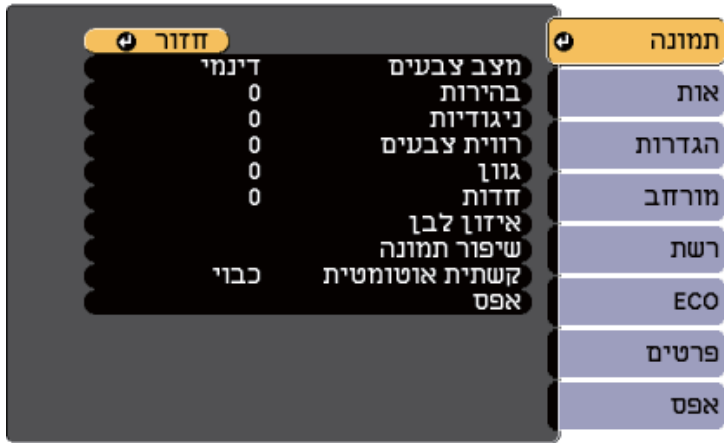 תמונה
אות
הגדרות
מורחב
רשת
ECO
פרטים
אפס
חזור
מצב צבעים דינמי
בהירות 0
ניגודיות 0
רווית צבעים 0
גוון 0
חדות 0
איזון לבן
שיפור תמונה
קשתית אוטומטית כבוי
אפס